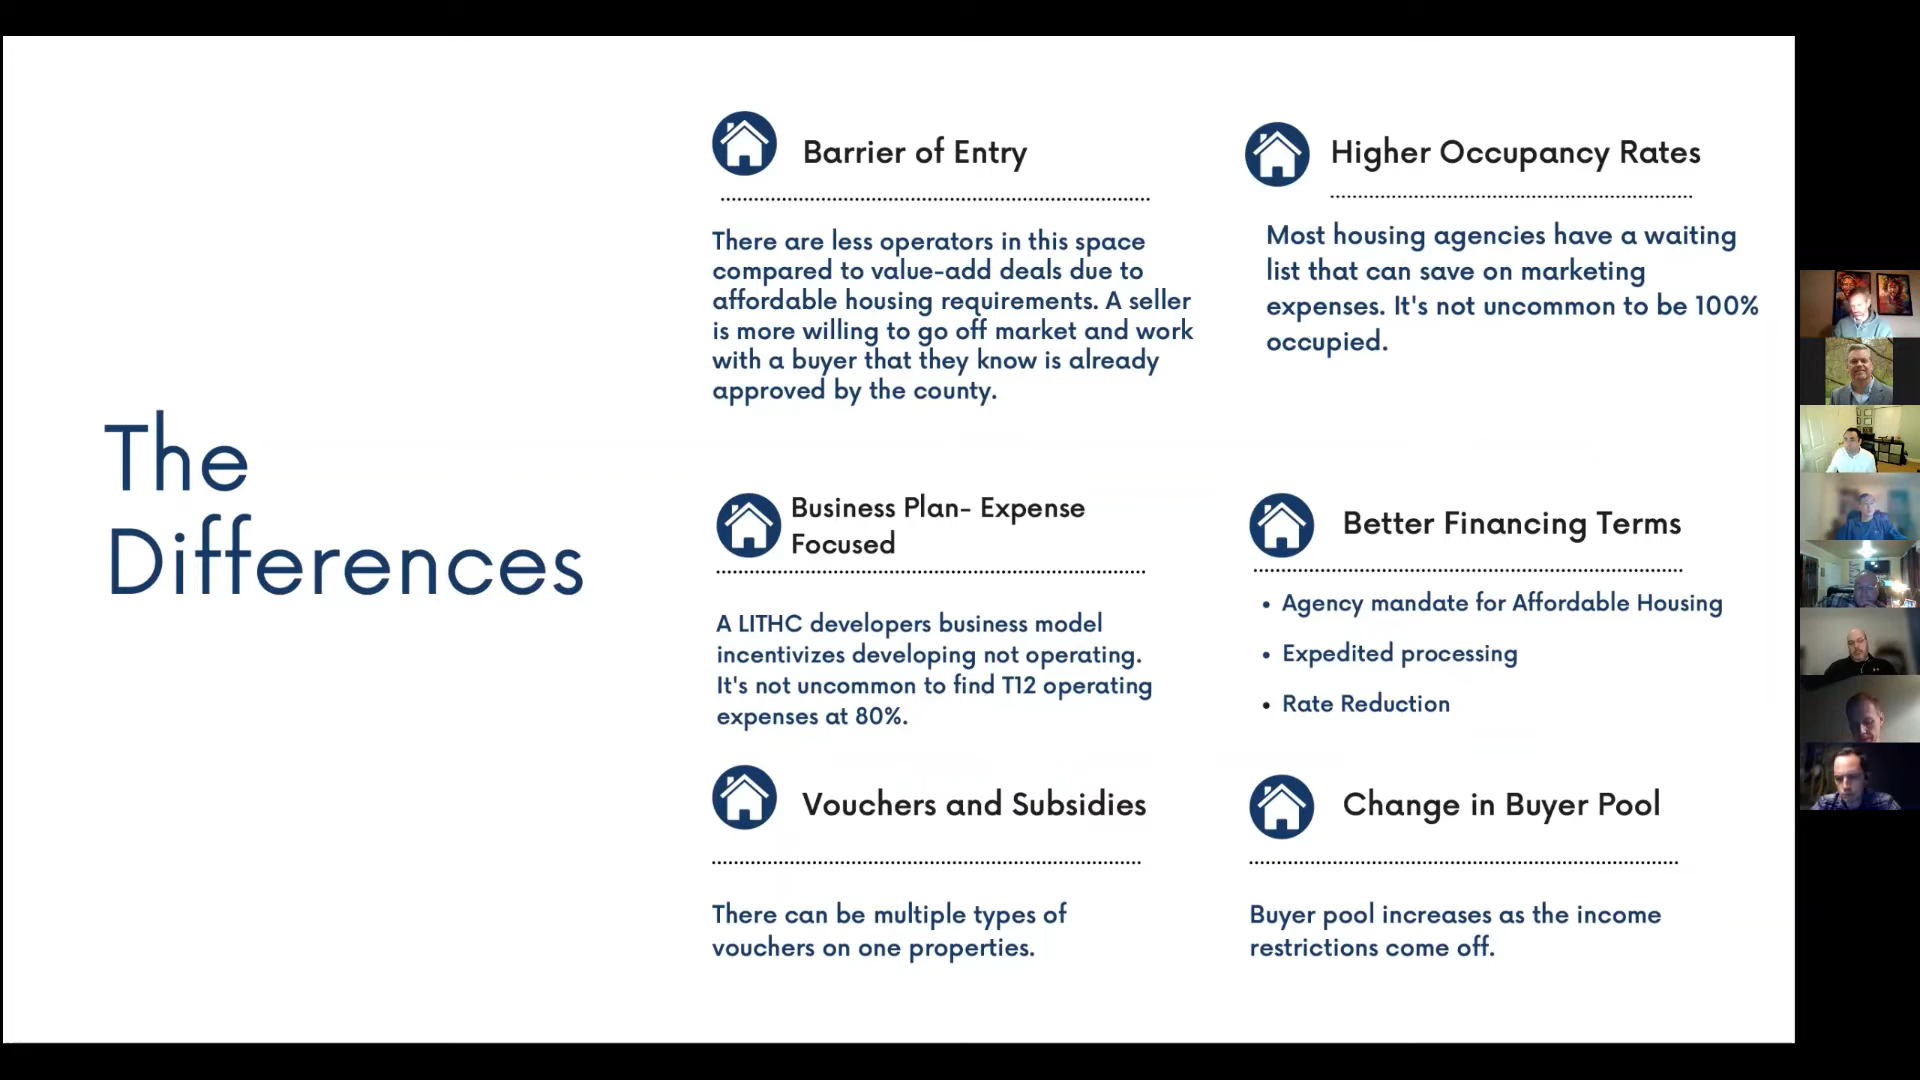 The
Differences
Barrier of Entry
There are less operators in this space
compared to value-add deals due to
affordable housing requirements. A seller
is more willing to go off market and work
with a buyer that they know is already
approved by the county.
Higher Occupancy Rates
Most housing agencies have a waiting
list that can save on marketing
expenses. It's not uncommon to be 100%
occupied.
Business Plan- Expense
Focused
A LITHC developers business model
incentivizes developing not operating.
It's not uncommon to find T12 operating
expenses at 80%.
Better Financing Terms
• Agency mandate for Affordable Housing
• Expedited processing
• Rate Reduction
Vouchers and Subsidies
There can be multiple types of
vouchers on one properties.
Change in Buyer Pool
Buyer pool increases as the income
restrictions come off.